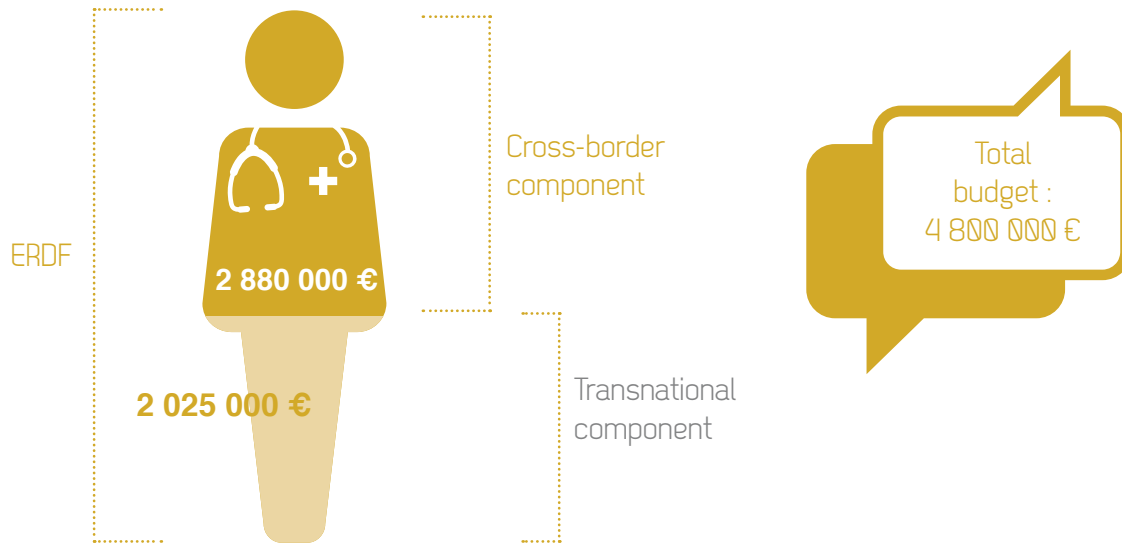 ERDF
Cross-border
component
2 880 000 €
2 025 000 €
Transnational
component
Total
budget :
4 800 000 €